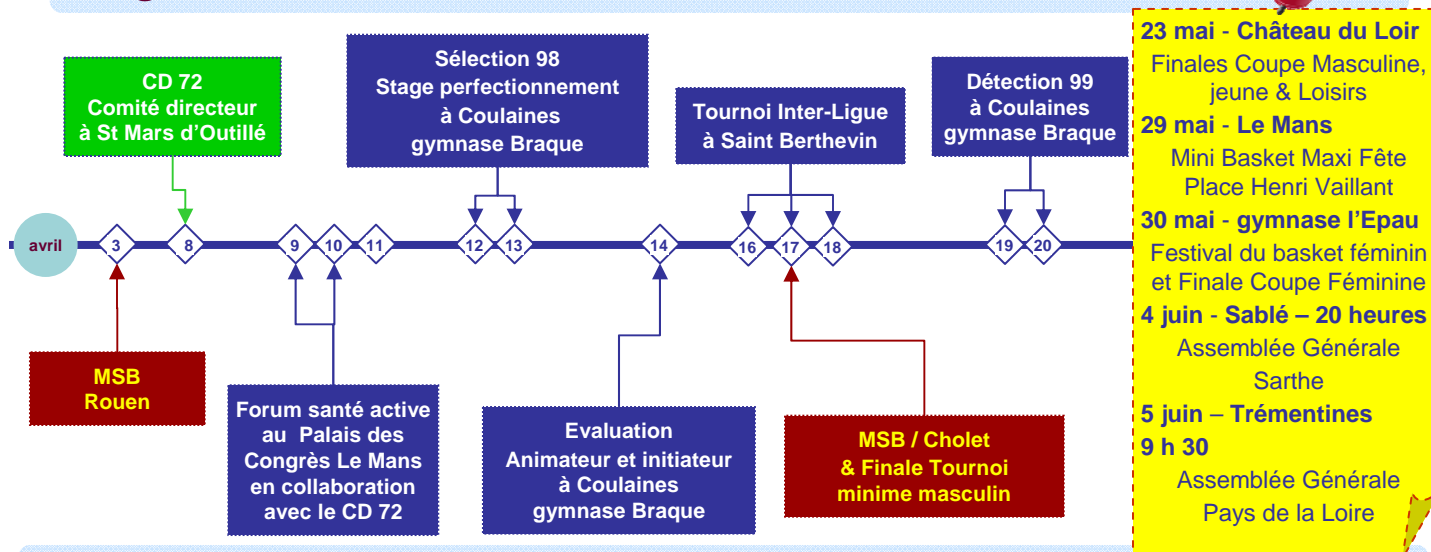 CD 72
Comité directeur
à St Mars d’Outillé
Sélection 98
Stage perfectionnement
à Coulaines
gymnase Braque
Tournoi Inter-Ligue
à Saint Berthevin
Détection 99
à Coulaines
gymnase Braque
avril
3
8
9
10
11
12
13
14
16
17
18
19
20
MSB
Rouen
Forum santé active
au Palais des
Congrès Le Mans
en collaboration
avec le CD 72
Evaluation
Animateur et initiateur
à Coulaines
gymnase Braque
MSB / Cholet
& Finale Tournoi
minime masculin
23 mai - Château du Loir
Finales Coupe Masculine,
jeune & Loisirs
29 mai - Le Mans
Mini Basket Maxi Fête
Place Henri Vaillant
30 mai - gymnase l’Epau
Festival du basket féminin
et Finale Coupe Féminine
4 juin - Sablé – 20 heures
Assemblée Générale
Sarthe
5 juin – Trémentines
9 h 30
Assemblée Générale
Pays de la Loire